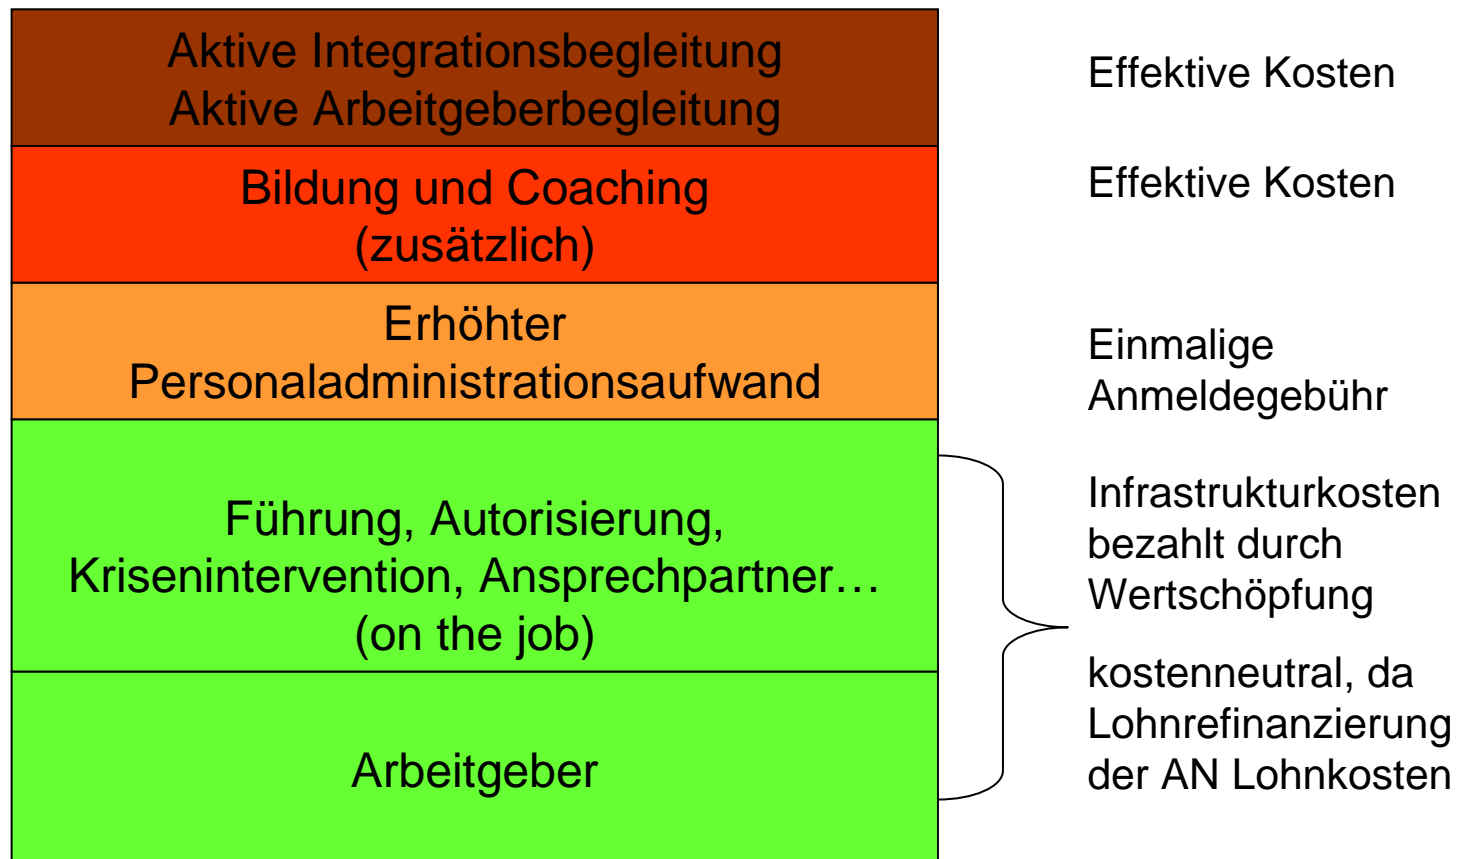 Aktive Integrationsbegleitung
Aktive Arbeitgeberbegleitung
Effektive Kosten
Bildung und Coaching
(zusätzlich)
Effektive Kosten
Erhöhter
Personaladministrationsaufwand
Einmalige
Anmeldegebühr
Führung, Autorisierung,
Krisenintervention, Ansprechpartner…
(on the job)
Infrastrukturkosten
bezahlt durch
Wertschöpfung
Arbeitgeber
kostenneutral, da
Lohnrefinanzierung
der AN Lohnkosten